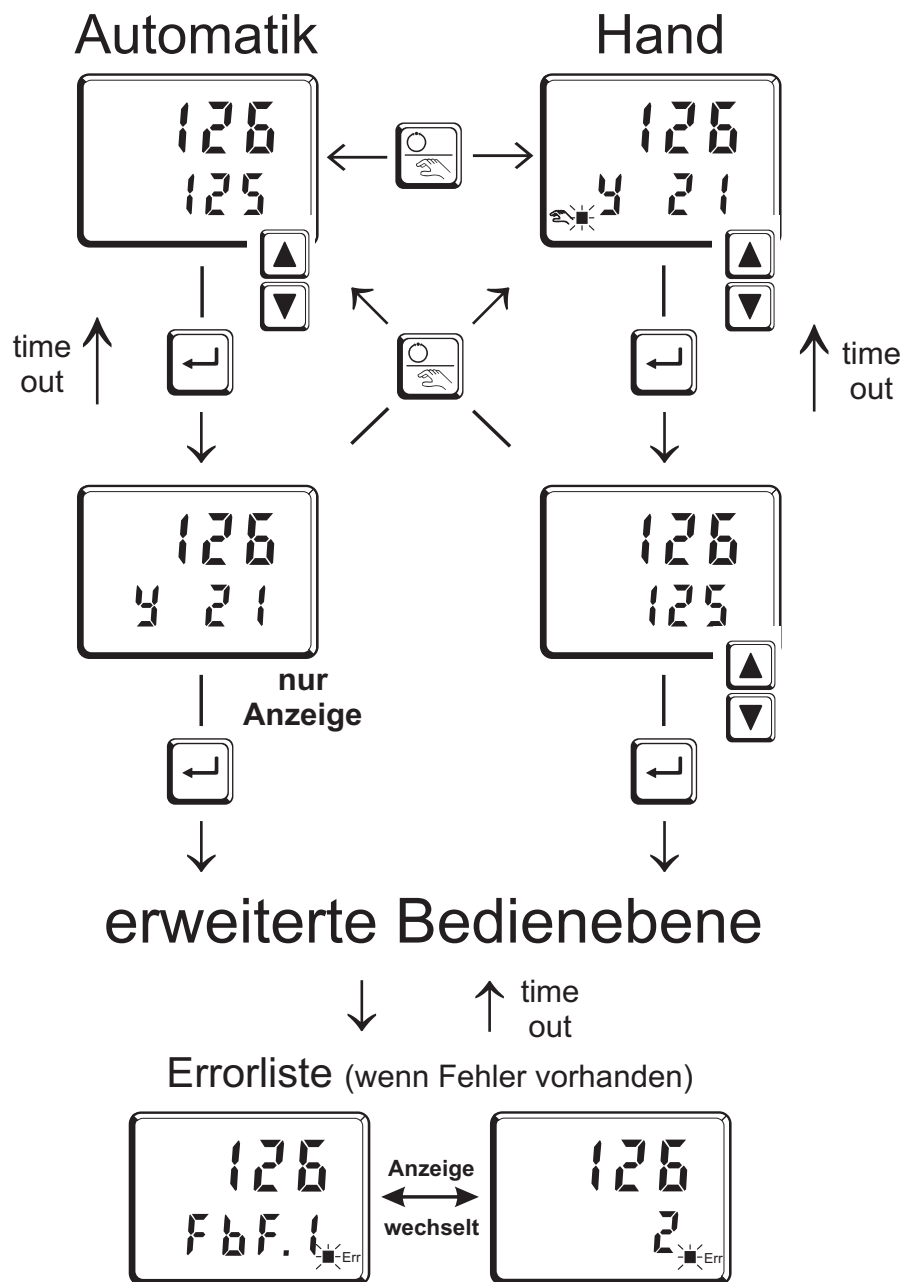 Automatik
Hand
126
125
126
Y 21
time
out
time
out
126
Y 21
126
125
nur
Anzeige
erweiterte Bedienebene
time
out
Errorliste (wenn Fehler vorhanden)
126
FbF.1
Err
Anzeige
wechselt
126
2
Err